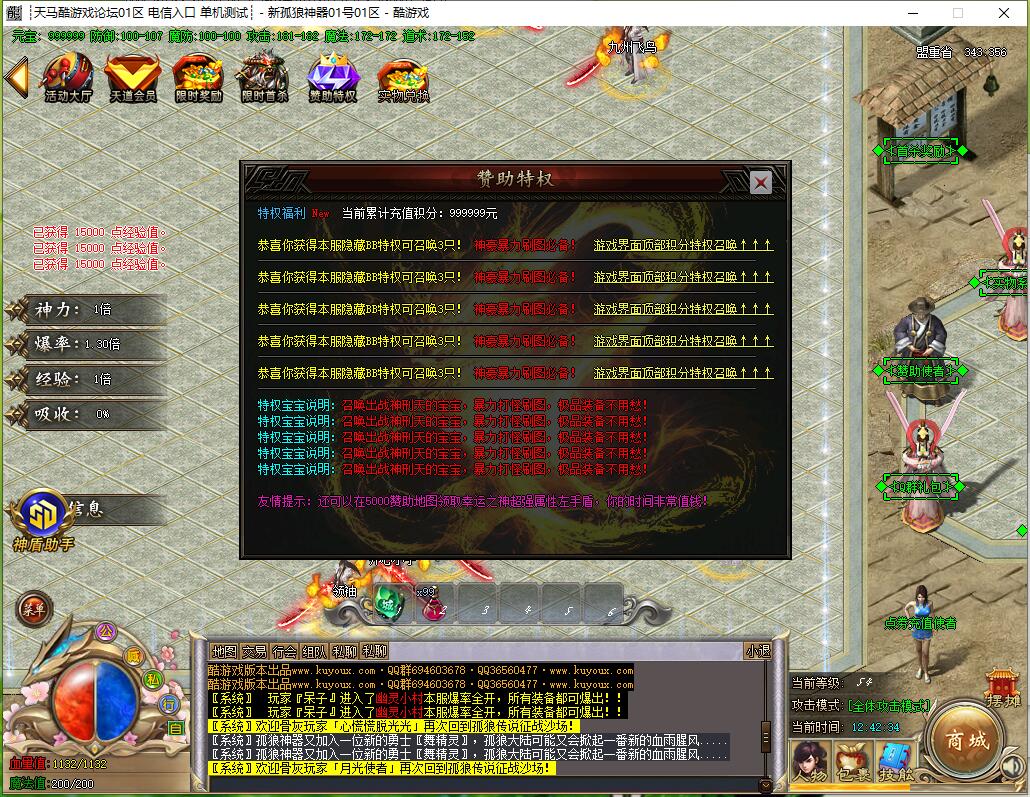 天马酷游戏论坛01区 电信入口 单机测试 - 新孤狼神器01号01区 - 酷游戏
元宝: 999999 防御:100-107 魔防:100-100 攻击:181-182 魔法:172-172 道术:172-152
九州飞鸟
盟重省 343:356
活动大厅 天道会员 限时奖励 限时首杀 赞助特权 实物兑换
首杀奖励
赞助特权
特权福利 New 当前累计充值积分: 999999元
恭喜你获得本服隐藏BB特权可召唤3只! 神豪暴力刷图必备! 游戏界面顶部积分特权召唤↑↑↑
恭喜你获得本服隐藏BB特权可召唤3只! 神豪暴力刷图必备! 游戏界面顶部积分特权召唤↑↑↑
恭喜你获得本服隐藏BB特权可召唤3只! 神豪暴力刷图必备! 游戏界面顶部积分特权召唤↑↑↑
恭喜你获得本服隐藏BB特权可召唤3只! 神豪暴力刷图必备! 游戏界面顶部积分特权召唤↑↑↑
恭喜你获得本服隐藏BB特权可召唤3只! 神豪暴力刷图必备! 游戏界面顶部积分特权召唤↑↑↑
特权宝宝说明: 召唤出战神刑天的宝宝, 暴力打怪刷图, 极品装备不用愁!
特权宝宝说明: 召唤出战神刑天的宝宝, 暴力打怪刷图, 极品装备不用愁!
特权宝宝说明: 召唤出战神刑天的宝宝, 暴力打怪刷图, 极品装备不用愁!
特权宝宝说明: 召唤出战神刑天的宝宝, 暴力打怪刷图, 极品装备不用愁!
特权宝宝说明: 召唤出战神刑天的宝宝, 暴力打怪刷图, 极品装备不用愁!
友情提示: 还可以在5000赞助地图领取幸运之神超强属性左手盾, 你的时间非常值钱!
已获得 15000 点经验值。
已获得 15000 点经验值。
已获得 15000 点经验值。
神力: 1倍
爆率: 1.30倍
经验: 1倍
吸收: 0%
信息
神盾助手
赞助使者
QQ群礼包
点券充值使者
领袖
城 x99 2 3 4 5 6
菜单
公
私
行
地图 交易 行会 组队 私聊 私聊 小退
酷游戏版本出品www.kuyoux.com·QQ群694603678·QQ36560477·www.kuyoux.com
酷游戏版本出品www.kuyoux.com·QQ群694603678·QQ36560477·www.kuyoux.com
〖系统〗 玩家『呆子』进入了幽灵小村本服爆率全开, 所有装备都可爆出!!
〖系统〗 玩家『呆子』进入了幽灵小村本服爆率全开, 所有装备都可爆出!!
〖系统〗欢迎骨灰玩家「心慌慌脱光光」再次回到孤狼传说征战沙场!
〖系统〗孤狼神器又加入一位新的勇士〖舞精灵〗, 孤狼大陆可能又会掀起一番新的血雨腥风.....
〖系统〗孤狼神器又加入一位新的勇士〖舞精灵〗, 孤狼大陆可能又会掀起一番新的血雨腥风.....
〖系统〗欢迎骨灰玩家「月光使者」再次回到孤狼传说征战沙场!
血量值:1132/1132
魔法值:200/200
当前等级: 54
攻击模式:[全体攻击模式]
当前时间: 12:42:34
摆摊
商城
人物 包裹 技能